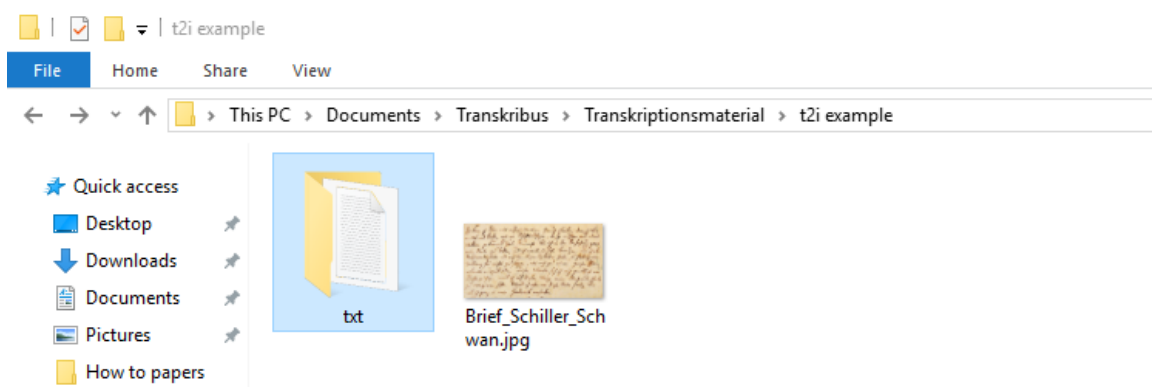 t2i example
File Home Share View
This PC > Documents > Transkribus > Transkriptionsmaterial > t2i example
Quick access
Desktop
Downloads
Documents
Pictures
How to papers
txt
Brief_Schiller_Sch
wan.jpg